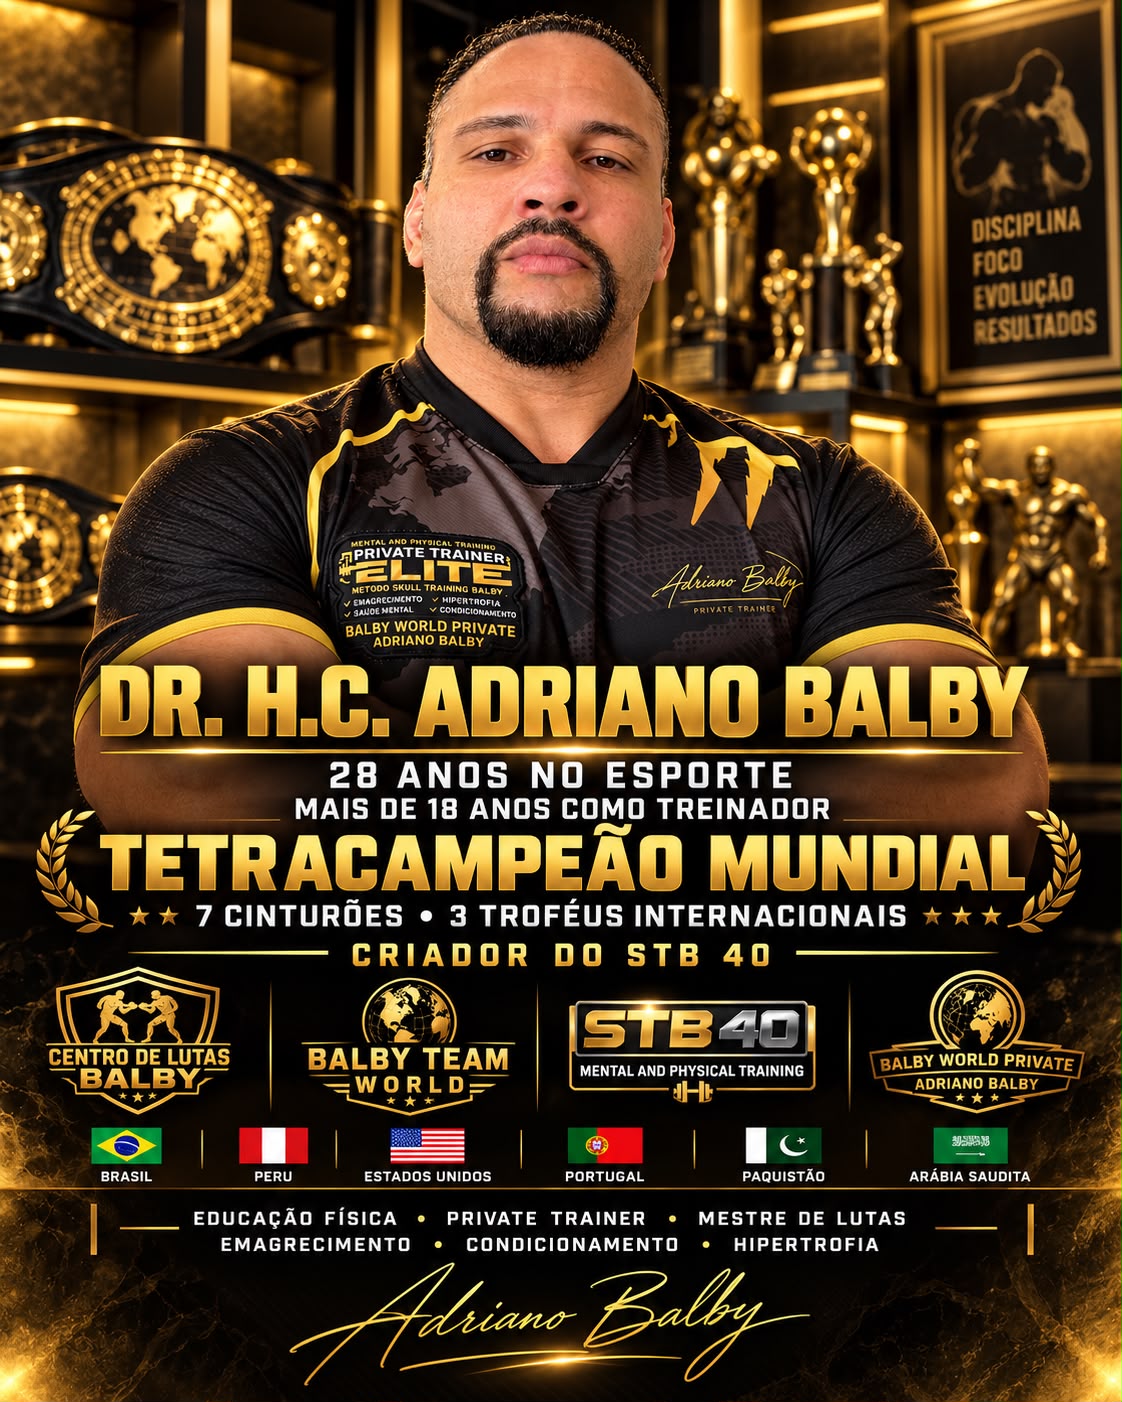 DISCIPLINA
FOCO
EVOLUÇÃO
RESULTADOS
MENTAL AND PHYSICAL TRAINING
PRIVATE TRAINER
ELITE
METODO SKULL TRAINING BALBY
✓ EMAGRECIMENTO ✓ HIPERTROFIA
✓ SAÚDE MENTAL ✓ CONDICIONAMENTO
BALBY WORLD PRIVATE
ADRIANO BALBY
Adriano Balby
PRIVATE TRAINER
DR. H.C. ADRIANO BALBY
28 ANOS NO ESPORTE
MAIS DE 18 ANOS COMO TREINADOR
TETRACAMPEÃO MUNDIAL
★ ★ 7 CINTURÕES • 3 TROFÉUS INTERNACIONAIS ★ ★ ★
CRIADOR DO STB 40
CENTRO DE LUTAS
BALBY
BALBY TEAM
WORLD
STB 40
MENTAL AND PHYSICAL TRAINING
BALBY WORLD PRIVATE
ADRIANO BALBY
BRASIL
PERU
ESTADOS UNIDOS
PORTUGAL
PAQUISTÃO
ARÁBIA SAUDITA
EDUCAÇÃO FÍSICA • PRIVATE TRAINER • MESTRE DE LUTAS
EMAGRECIMENTO • CONDICIONAMENTO • HIPERTROFIA
Adriano Balby